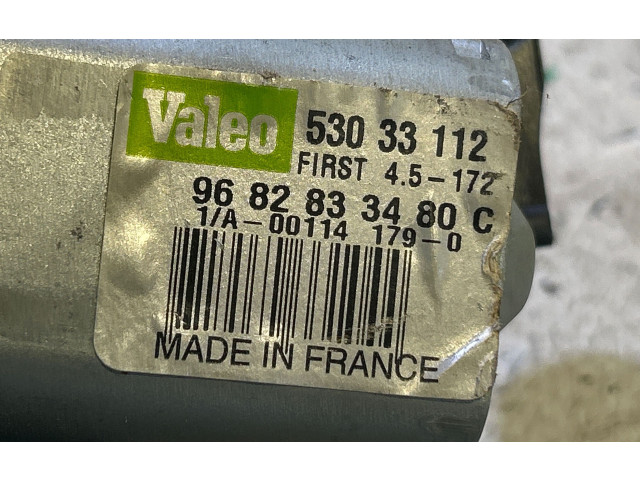 Valeo 530 33 112
FIRST 4.5-172
96 82 83 34 80 C
1/A-00114 179-0
MADE IN FRANCE